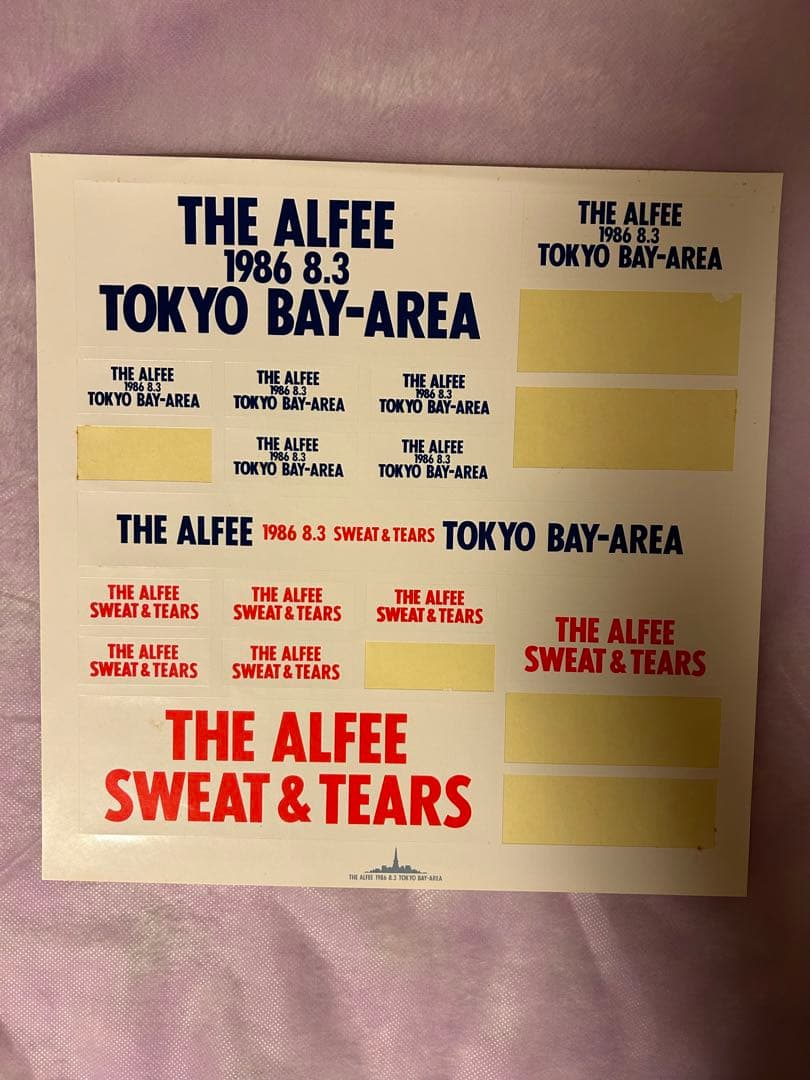 THE ALFEE
1986 8.3
TOKYO BAY-AREA
THE ALFEE
1986 8.3
TOKYO BAY-AREA
THE ALFEE
1986 8.3
TOKYO BAY-AREA
THE ALFEE
1986 8.3
TOKYO BAY-AREA
THE ALFEE
1986 8.3
TOKYO BAY-AREA
THE ALFEE
1986 8.3
TOKYO BAY-AREA
THE ALFEE
1986 8.3
TOKYO BAY-AREA
THE ALFEE 1986 8.3 SWEAT & TEARS TOKYO BAY-AREA
THE ALFEE
SWEAT & TEARS
THE ALFEE
SWEAT & TEARS
THE ALFEE
SWEAT & TEARS
THE ALFEE
SWEAT & TEARS
THE ALFEE
SWEAT & TEARS
THE ALFEE
SWEAT & TEARS
THE ALFEE
SWEAT & TEARS
THE ALFEE 1986 8.3 TOKYO BAY-AREA